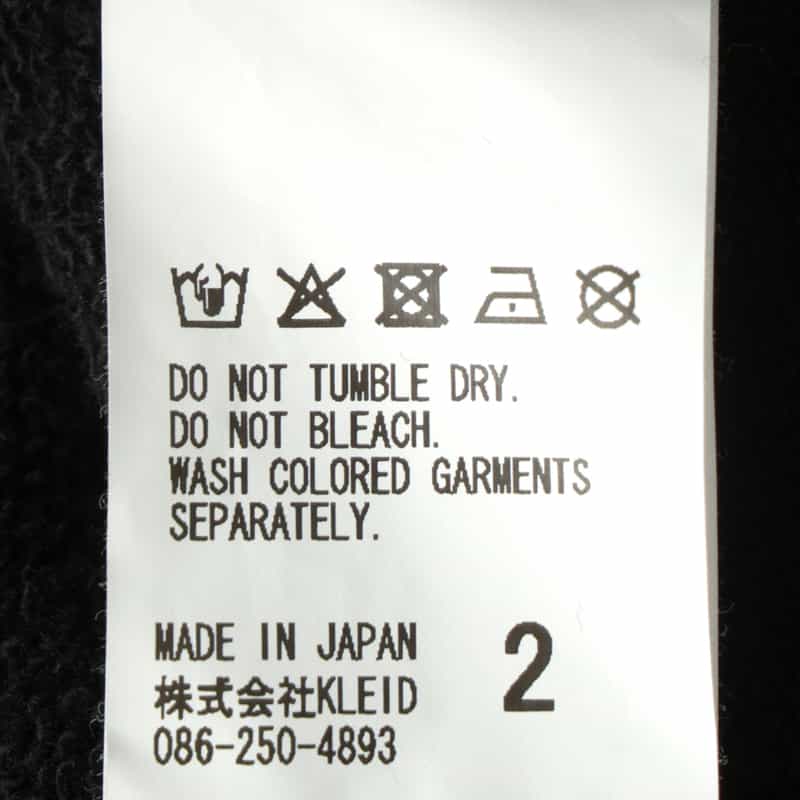 DO NOT TUMBLE DRY.
DO NOT BLEACH.
WASH COLORED GARMENTS
SEPARATELY.
MADE IN JAPAN
2
株式会社KLEID
086-250-4893